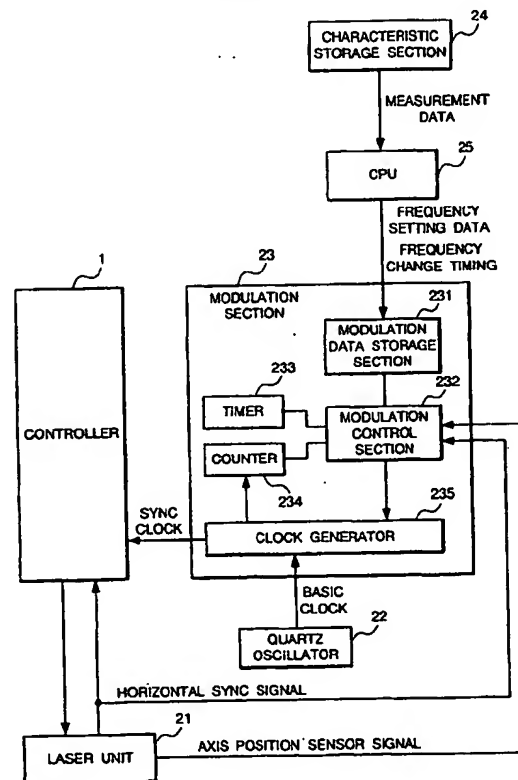 24
CHARACTERISTIC
STORAGE SECTION
MEASUREMENT
DATA
25
CPU
FREQUENCY
SETTING DATA
FREQUENCY
CHANGE TIMING
1
23
MODULATION
SECTION
231
MODULATION
DATA STORAGE
SECTION
233
232
TIMER
MODULATION
CONTROL
SECTION
CONTROLLER
COUNTER
234
235
SYNC
CLOCK
CLOCK GENERATOR
BASIC
CLOCK
22
QUARTZ
OSCILLATOR
HORIZONTAL SYNC SIGNAL
21
LASER UNIT
AXIS POSITION SENSOR SIGNAL